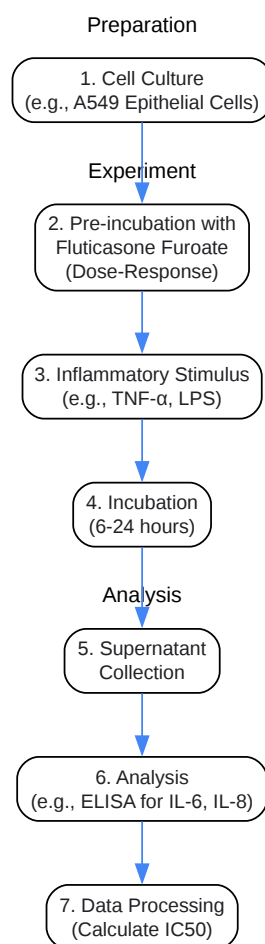 Preparation
1. Cell Culture
(e.g., A549 Epithelial Cells)
Experiment
2. Pre-incubation with
Fluticasone Furoate
(Dose-Response)
3. Inflammatory Stimulus
(e.g., TNF-α, LPS)
4. Incubation
(6-24 hours)
Analysis
5. Supernatant
Collection
6. Analysis
(e.g., ELISA for IL-6, IL-8)
7. Data Processing
(Calculate IC50)